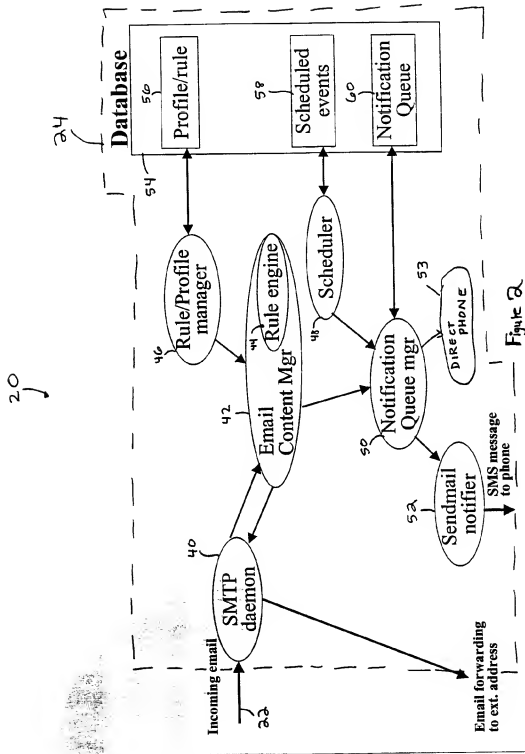 20
24
Database
54
56
Profile/rule
58
Scheduled
events
60
Notification
Queue
46
Rule/Profile
manager
44
Rule engine
42
Email
Content Mgr
48
Scheduler
50
Notification
Queue mgr
53
DIRECT
PHONE
40
SMTP
daemon
52
Sendmail
notifier
Incoming email
22
SMS message
to phone
Email forwarding
to ext. address
Figure 2